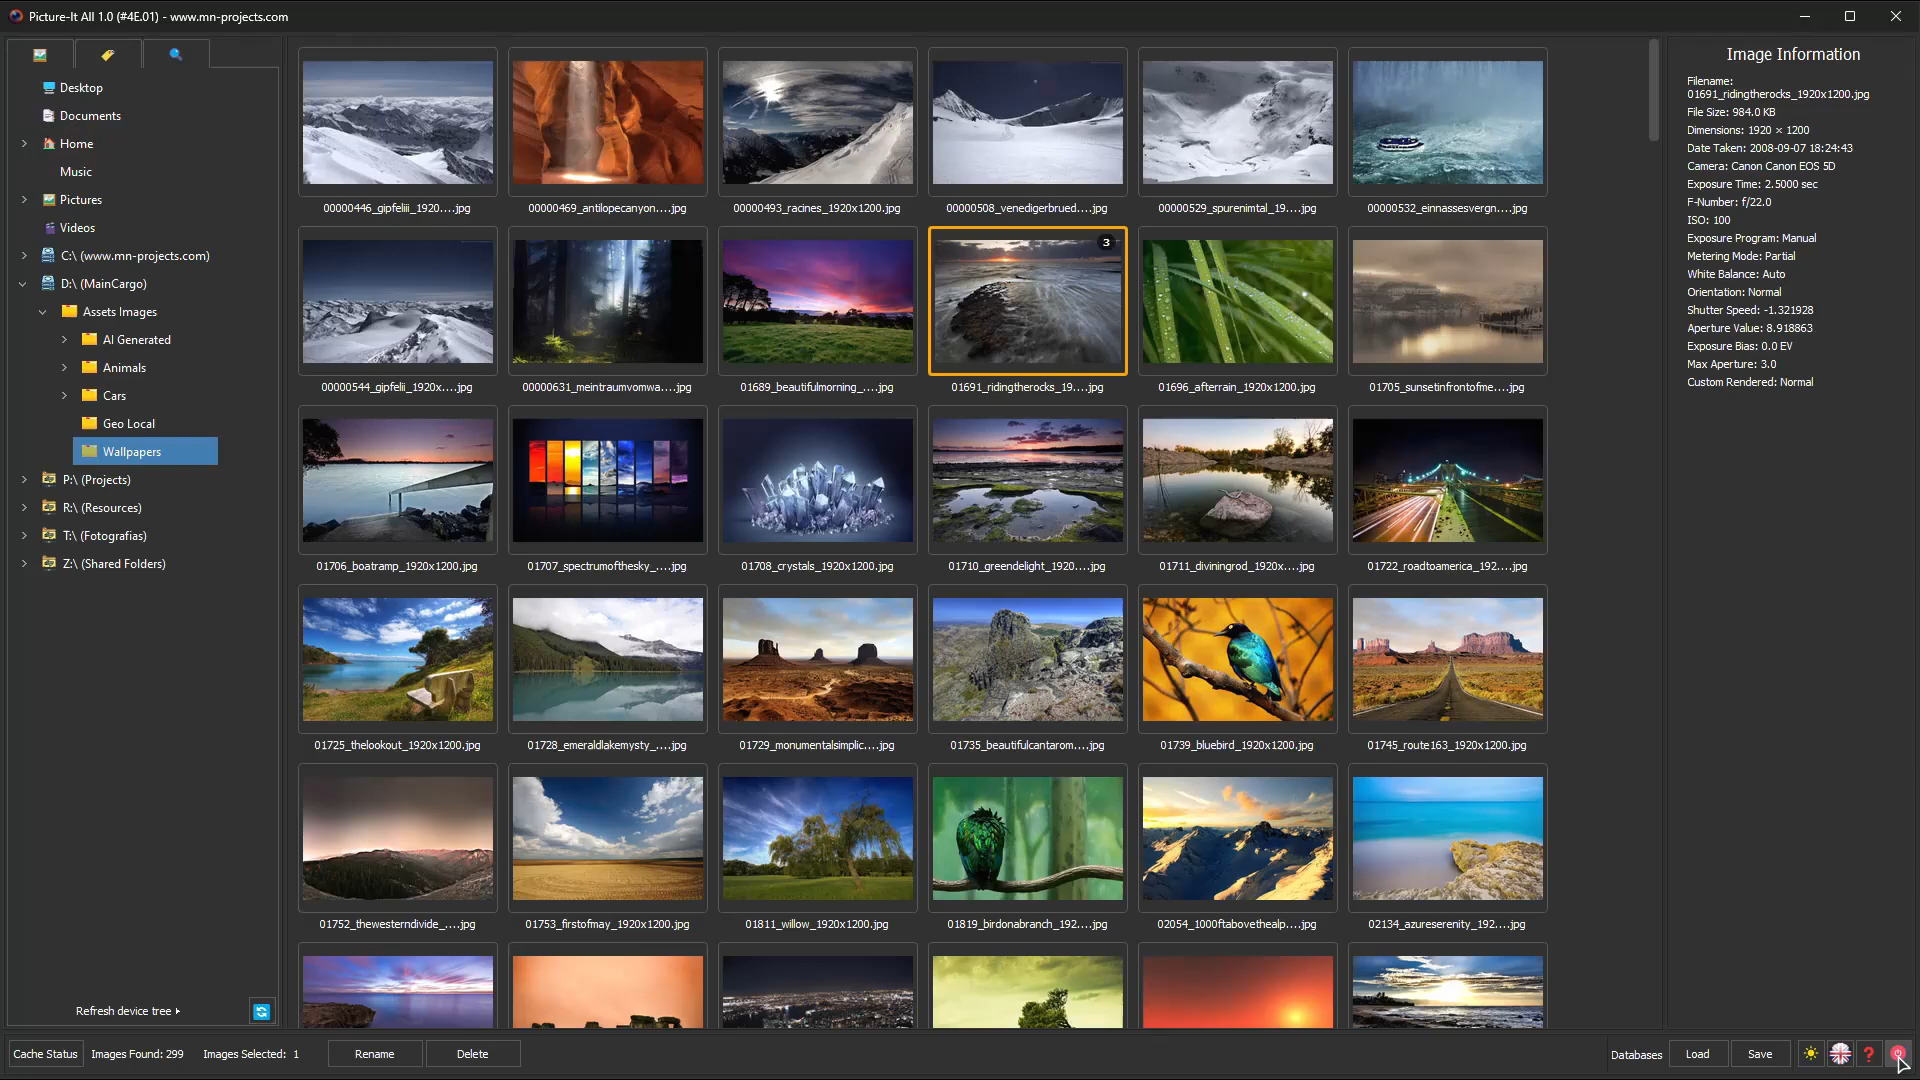 Picture-It All 1.0 (#4E.01) - www.mn-projects.com
Desktop
Documents
Home
Music
Pictures
Videos
C:\ (www.mn-projects.com)
D:\ (MainCargo)
Assets Images
AI Generated
Animals
Cars
Geo Local
Wallpapers
P:\ (Projects)
R:\ (Resources)
T:\ (Fotografias)
Z:\ (Shared Folders)
Refresh device tree
00000446_gipfeliii_1920....jpg
00000469_antilopecanyon....jpg
00000493_racines_1920x1200.jpg
00000508_venedigerbrued....jpg
00000529_spurenimtal_19....jpg
00000532_einnassesvergn....jpg
3
00000544_gipfelii_1920x....jpg
00000631_meintraumvomwa....jpg
01689_beautifulmorning_....jpg
01691_ridingtherocks_19....jpg
01696_afterrain_1920x1200.jpg
01705_sunsetinfrontofme....jpg
01706_boatramp_1920x1200.jpg
01707_spectrumofthesky_....jpg
01708_crystals_1920x1200.jpg
01710_greendelight_1920....jpg
01711_diviningrod_1920x....jpg
01722_roadtoamerica_192....jpg
01725_thelookout_1920x1200.jpg
01728_emeraldlakemysty_....jpg
01729_monumentalsimplic....jpg
01735_beautifulcantarom....jpg
01739_bluebird_1920x1200.jpg
01745_route163_1920x1200.jpg
01752_thewesterndivide_....jpg
01753_firstofmay_1920x1200.jpg
01811_willow_1920x1200.jpg
01819_birdonabranch_192....jpg
02054_1000ftabovethealp....jpg
02134_azureserenity_192....jpg
Image Information
Filename:
01691_ridingtherocks_1920x1200.jpg
File Size: 984.0 KB
Dimensions: 1920 × 1200
Date Taken: 2008-09-07 18:24:43
Camera: Canon Canon EOS 5D
Exposure Time: 2.5000 sec
F-Number: f/22.0
ISO: 100
Exposure Program: Manual
Metering Mode: Partial
White Balance: Auto
Orientation: Normal
Shutter Speed: -1.321928
Aperture Value: 8.918863
Exposure Bias: 0.0 EV
Max Aperture: 3.0
Custom Rendered: Normal
Cache Status
Images Found: 299
Images Selected: 1
Rename
Delete
Databases
Load
Save
?